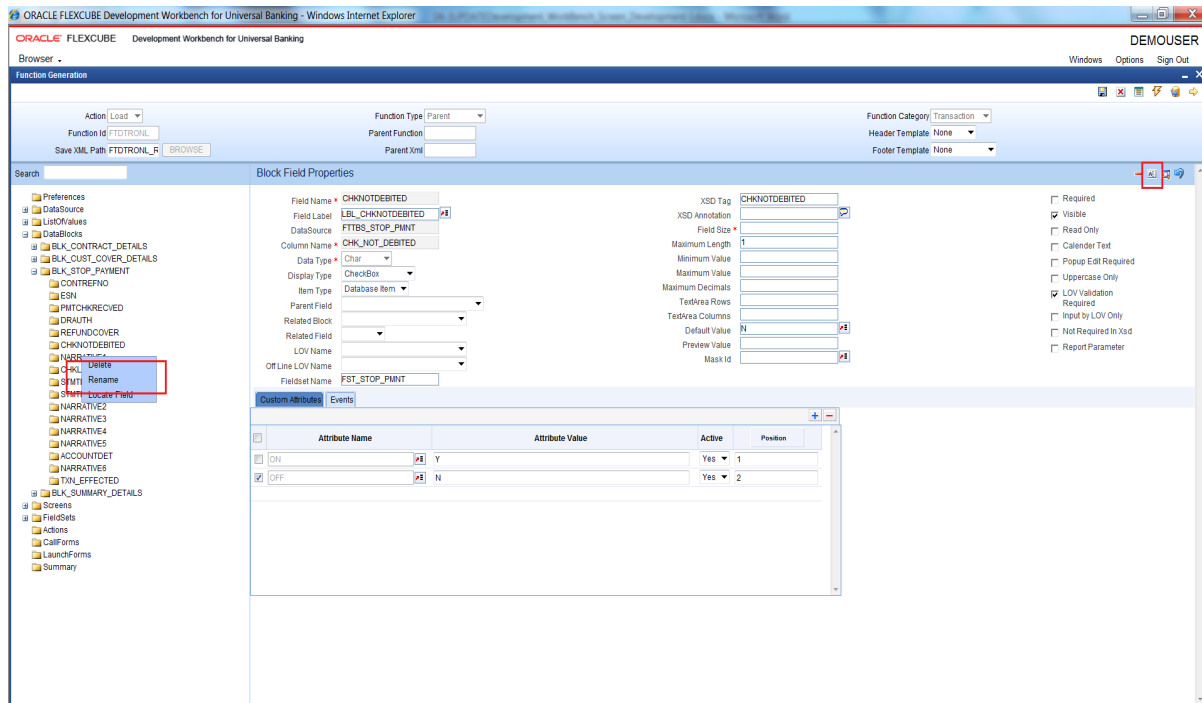 ORACLE FLEXCUBE Development Workbench for Universal Banking - Windows Internet Explorer
ORACLE FLEXCUBE Development Workbench for Universal Banking
DEMOUSER
Browser
Windows Options Sign Out
Function Generation
Action Load
Function Type Parent
Function Category Transaction
Function Id FTDTRONL
Parent Function
Header Template None
Save XML Path FTDTRONL_R BROWSE
Parent Xml
Footer Template None
Search
Block Field Properties
Preferences
DataSource
ListOfValues
DataBlocks
BLK_CONTRACT_DETAILS
BLK_CUST_COVER_DETAILS
BLK_STOP_PAYMENT
CONTREFNO
ESN
PMTCHKRECVED
DRAUTH
REFUNDCOVER
CHKNOTDEBITED
Delete
Rename
Locate Field
NARRATIVE2
NARRATIVE3
NARRATIVE4
NARRATIVE5
ACCOUNTDET
NARRATIVE6
TXN_EFFECTED
BLK_SUMMARY_DETAILS
Screens
FieldSets
Actions
CallForms
LaunchForms
Summary
Field Name * CHKNOTDEBITED
Field Label LBL_CHKNOTDEBITED
DataSource FTTBS_STOP_PMNT
Column Name * CHK_NOT_DEBITED
Data Type * Char
Display Type CheckBox
Item Type Database Item
Parent Field
Related Block
Related Field
LOV Name
Off Line LOV Name
Fieldset Name FST_STOP_PMNT
XSD Tag CHKNOTDEBITED
XSD Annotation
Field Size *
Maximum Length 1
Minimum Value
Maximum Value
Maximum Decimals
TextArea Rows
TextArea Columns
Default Value N
Preview Value
Mask Id
Required
Visible
Read Only
Calender Text
Popup Edit Required
Uppercase Only
LOV Validation
Required
Input by LOV Only
Not Required In Xsd
Report Parameter
Custom Attributes Events
Attribute Name Attribute Value Active Position
ON Y Yes 1
OFF N Yes 2